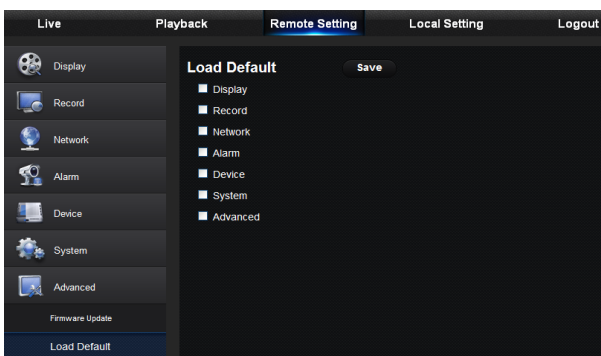 Live Playback Remote Setting Local Setting Logout
Display
Record
Network
Alarm
Device
System
Advanced
Firmware Update
Load Default
Load Default Save
Display
Record
Network
Alarm
Device
System
Advanced